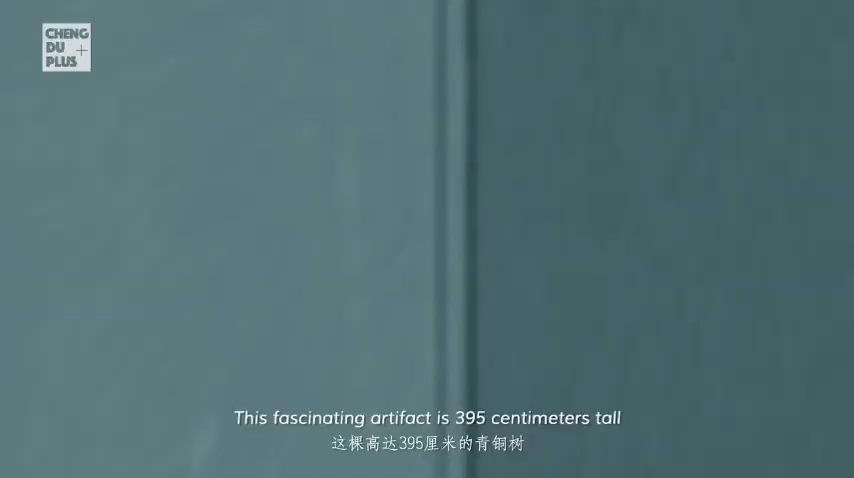 CHENG
DU
PLUS+
This fascinating artifact is 395 centimeters tall
这棵高达395厘米的青铜树